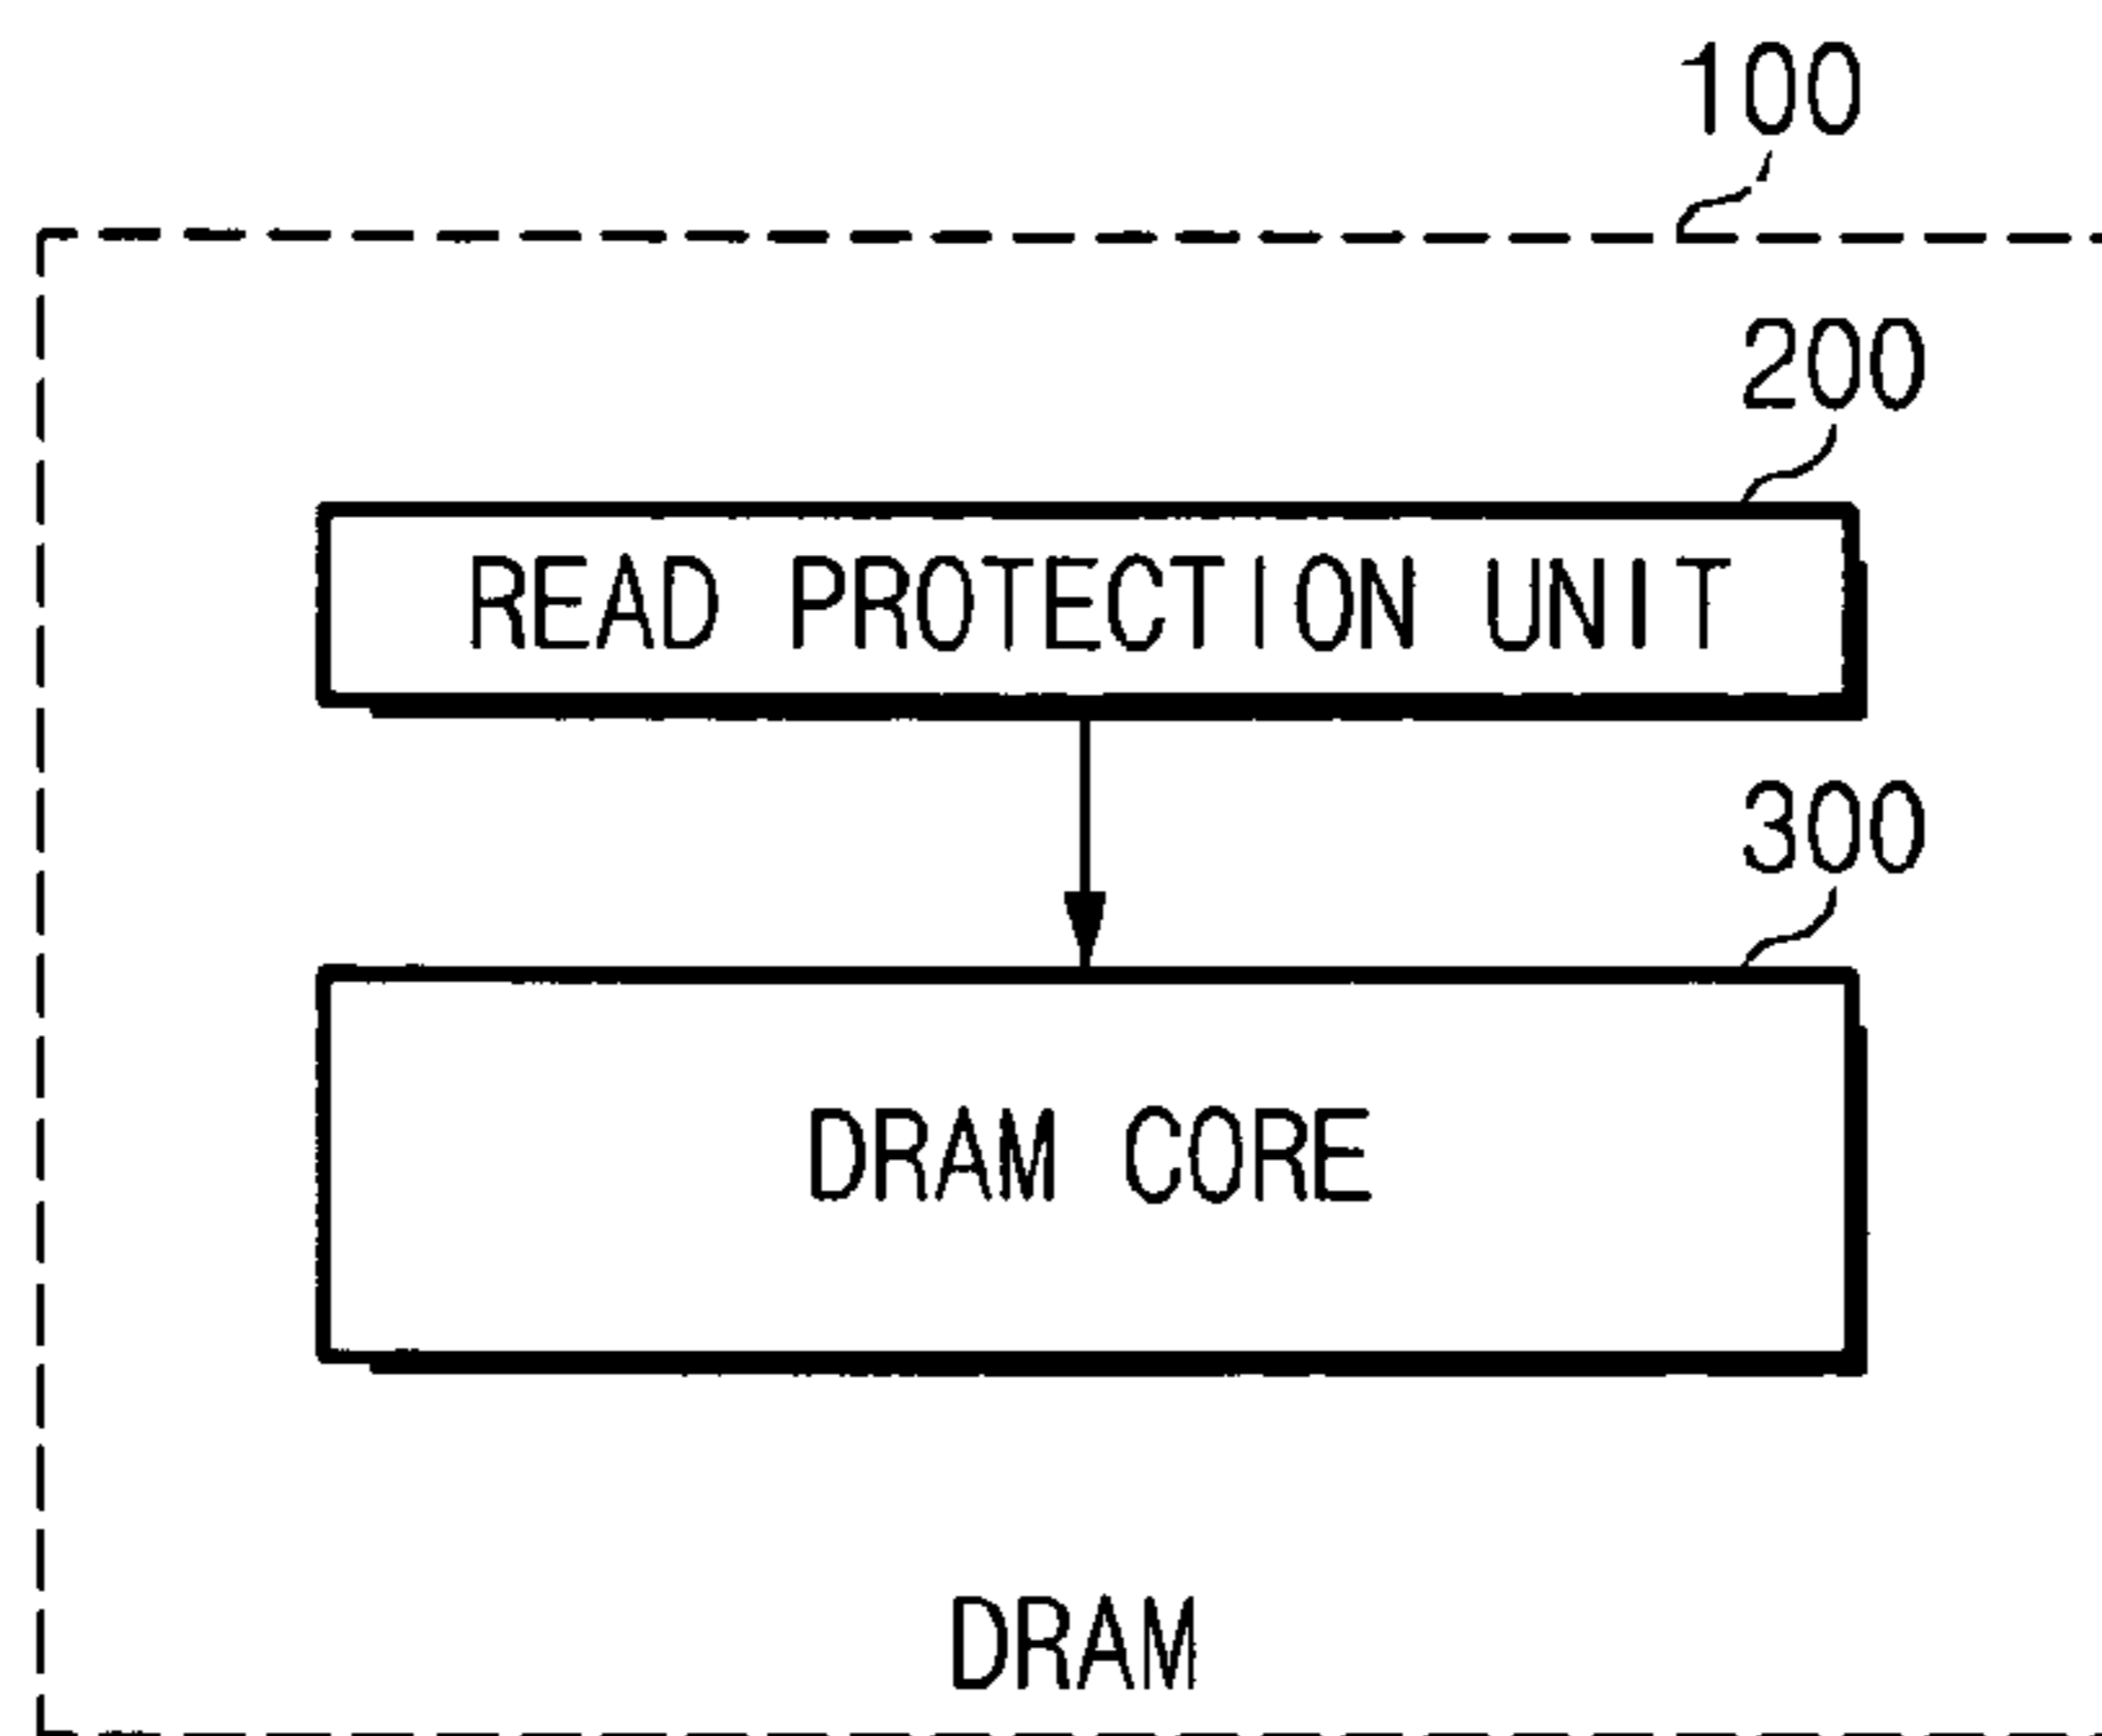 100
200
READ PROTECTION UNIT
300
DRAM CORE
DRAM